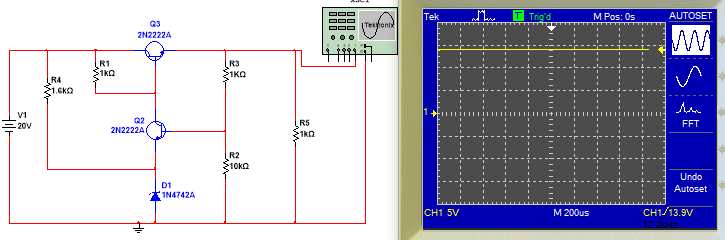 XSC1
Tektronix
Q3
2N2222A
R1
1kΩ
R4
1.6kΩ
R3
1KΩ
V1
20V
Q2
2N2222A
R5
1kΩ
R2
10kΩ
D1
1N4742A
Tek
T Trig'd
M Pos: 0s
AUTOSET
1
FFT
Undo
Autoset
CH1 5V
M 200us
CH1/13.9V